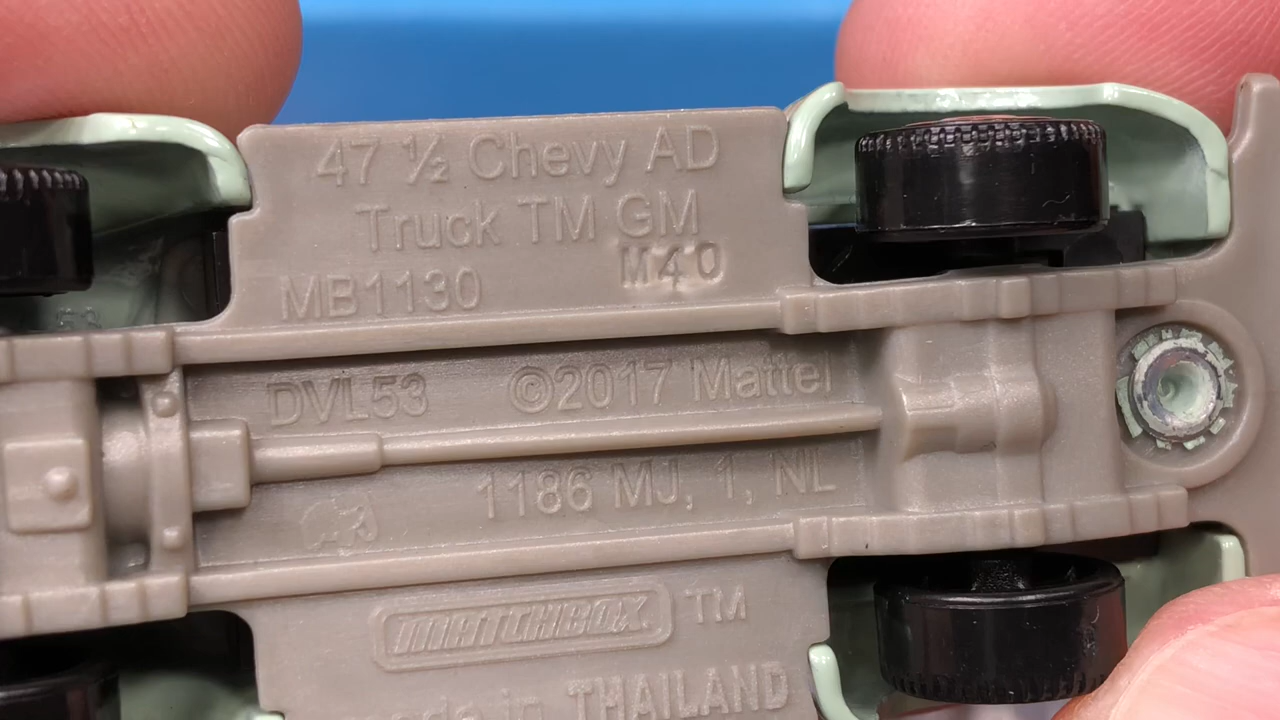 47 ½ Chevy AD
Truck TM GM
M40
MB1130
DVL53 ©2017 Mattel
1186 MJ, 1, NL
MATCHBOX TM
in THAILAND